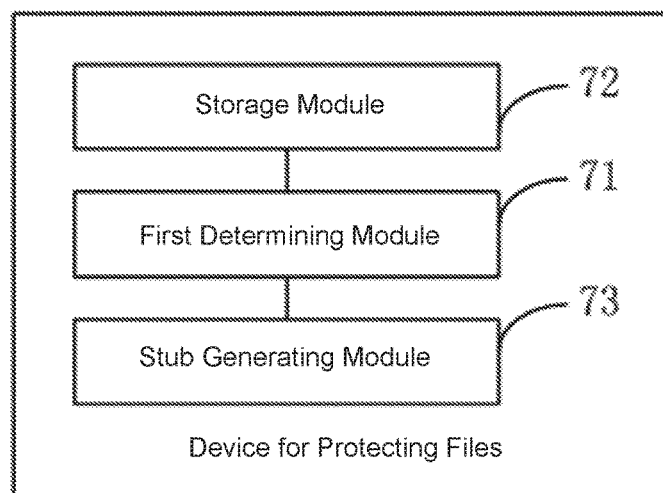 Storage Module
72
First Determining Module
71
Stub Generating Module
73
Device for Protecting Files